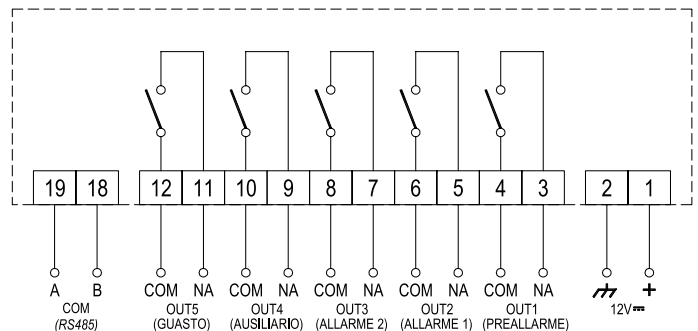 19 18 12 11 10 9 8 7 6 5 4 3 2 1
A B COM NA COM NA COM NA COM NA COM NA +
COM OUT5 OUT4 OUT3 OUT2 OUT1 12V
(RS485) (GUASTO) (AUSILIARIO) (ALLARME 2) (ALLARME 1) (PREALLARME)